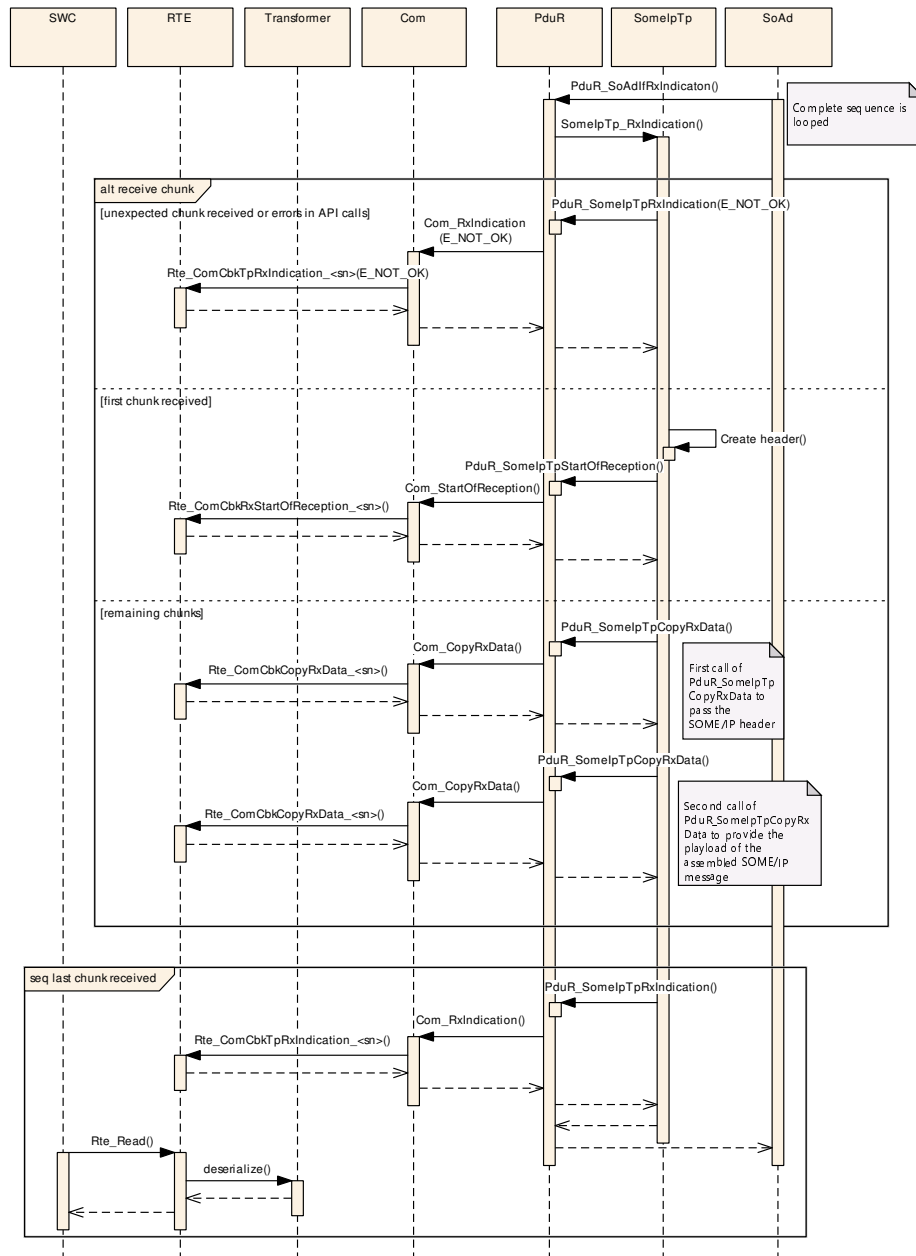 SWC
RTE
Transformer
Com
PduR
SomeIpTp
SoAd
PduR_SoAdIfRxIndicaton()
Complete sequence is
looped
SomeIpTp_RxIndication()
alt receive chunk
[unexpected chunk received or errors in API calls]
PduR_SomeIpTpRxIndication(E_NOT_OK)
Com_RxIndication
(E_NOT_OK)
Rte_ComCbkTpRxIndication_<sn>(E_NOT_OK)
[first chunk received]
Create header()
PduR_SomeIpTpStartOfReception()
Com_StartOfReception()
Rte_ComCbkRxStartOfReception_<sn>()
[remaining chunks]
PduR_SomeIpTpCopyRxData()
Com_CopyRxData()
Rte_ComCbkCopyRxData_<sn>()
First call of
PduR_SomeIpTp
CopyRxData to
pass the
SOME/IP header
PduR_SomeIpTpCopyRxData()
Com_CopyRxData()
Rte_ComCbkCopyRxData_<sn>()
Second call of
PduR_SomeIpTpCopyRx
Data to provide the
playload of the
assembled SOME/IP
message
seq last chunk received
PduR_SomeIpTpRxIndication()
Com_RxIndication()
Rte_ComCbkTpRxIndication_<sn>()
Rte_Read()
deserialize()